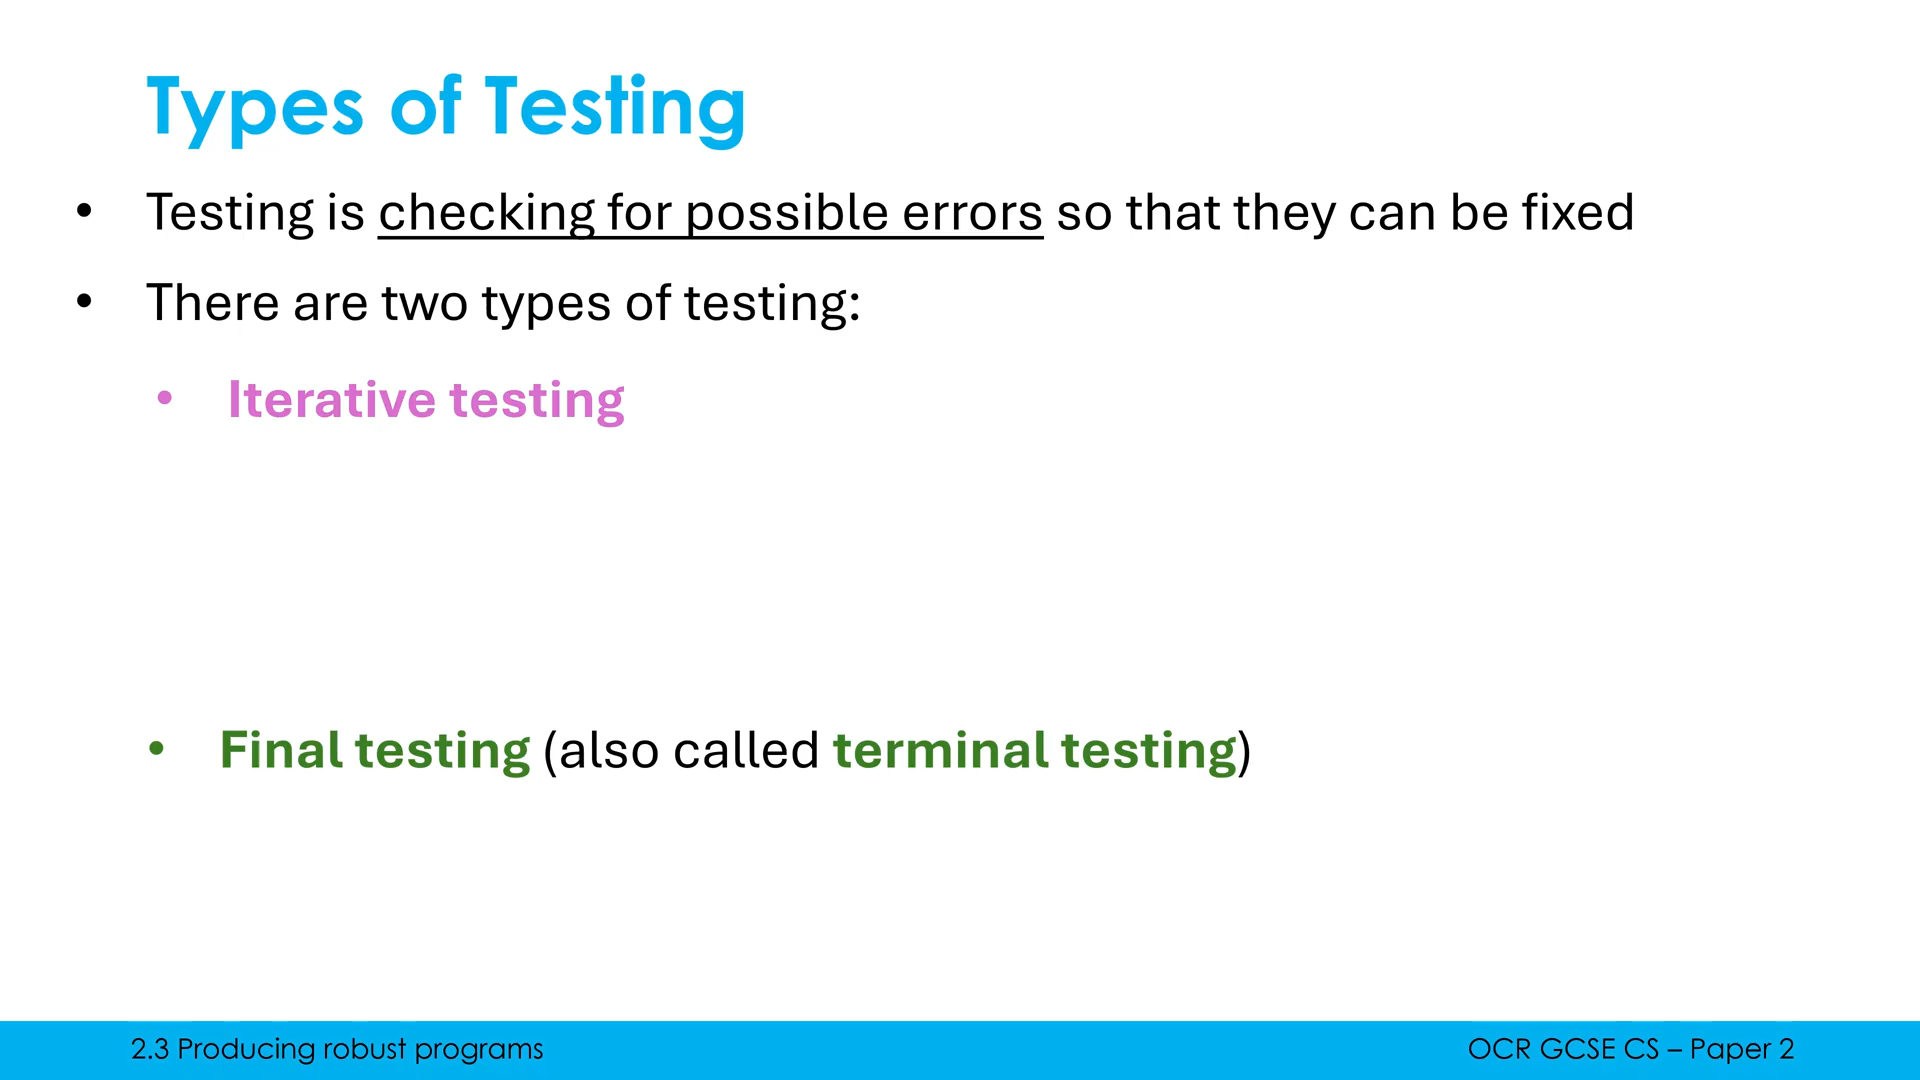 Types of Testing
• Testing is checking for possible errors so that they can be fixed
• There are two types of testing:
• Iterative testing
• Final testing (also called terminal testing)
2.3 Producing robust programs
OCR GCSE CS – Paper 2